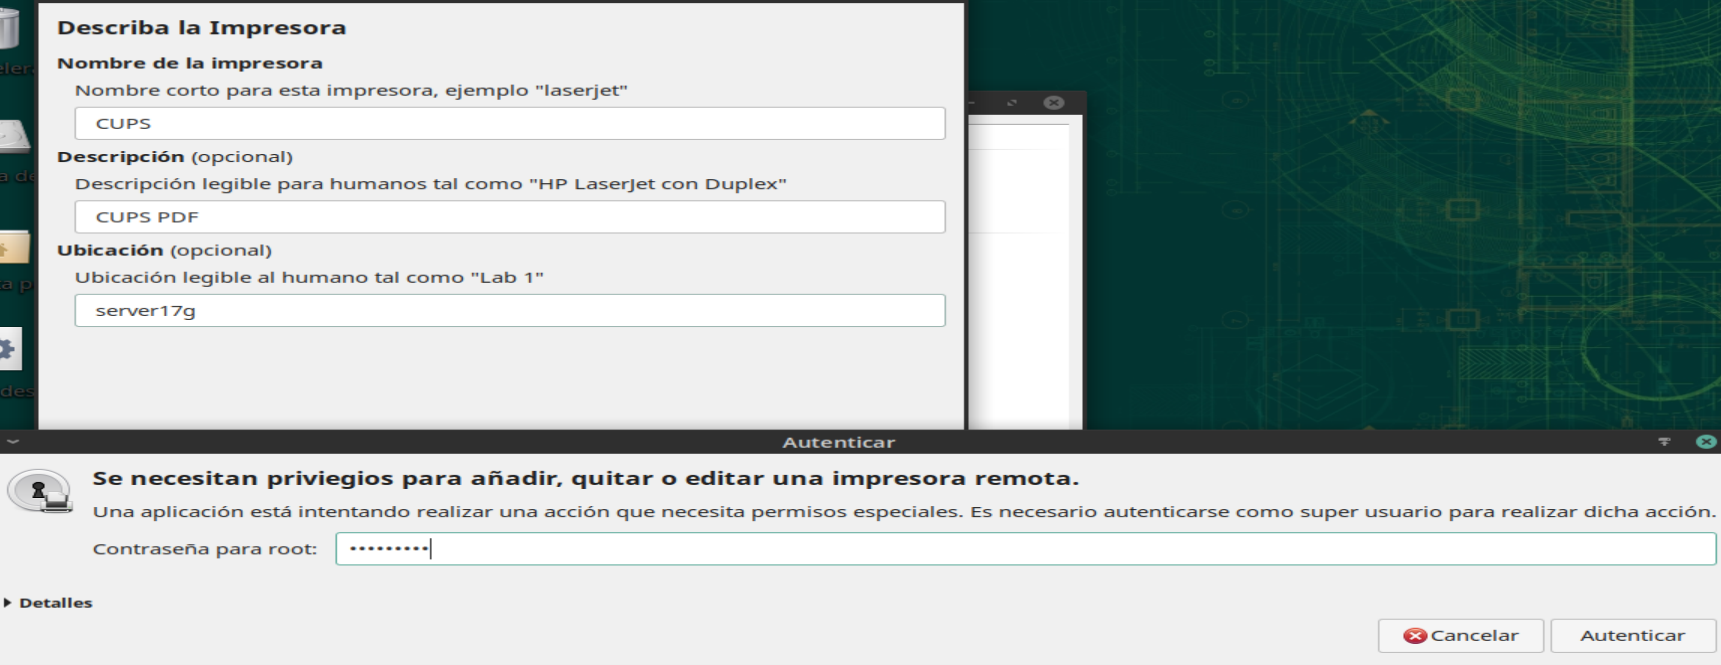 Describa la Impresora
Nombre de la impresora
Nombre corto para esta impresora, ejemplo "laserjet"
CUPS
Descripción (opcional)
Descripción legible para humanos tal como "HP LaserJet con Duplex"
CUPS PDF
Ubicación (opcional)
Ubicación legible al humano tal como "Lab 1"
server17g
Autenticar
Se necesitan priviegios para añadir, quitar o editar una impresora remota.
Una aplicación está intentando realizar una acción que necesita permisos especiales. Es necesario autenticarse como super usuario para realizar dicha acción.
Contraseña para root: •••••••••
Detalles
Cancelar
Autenticar